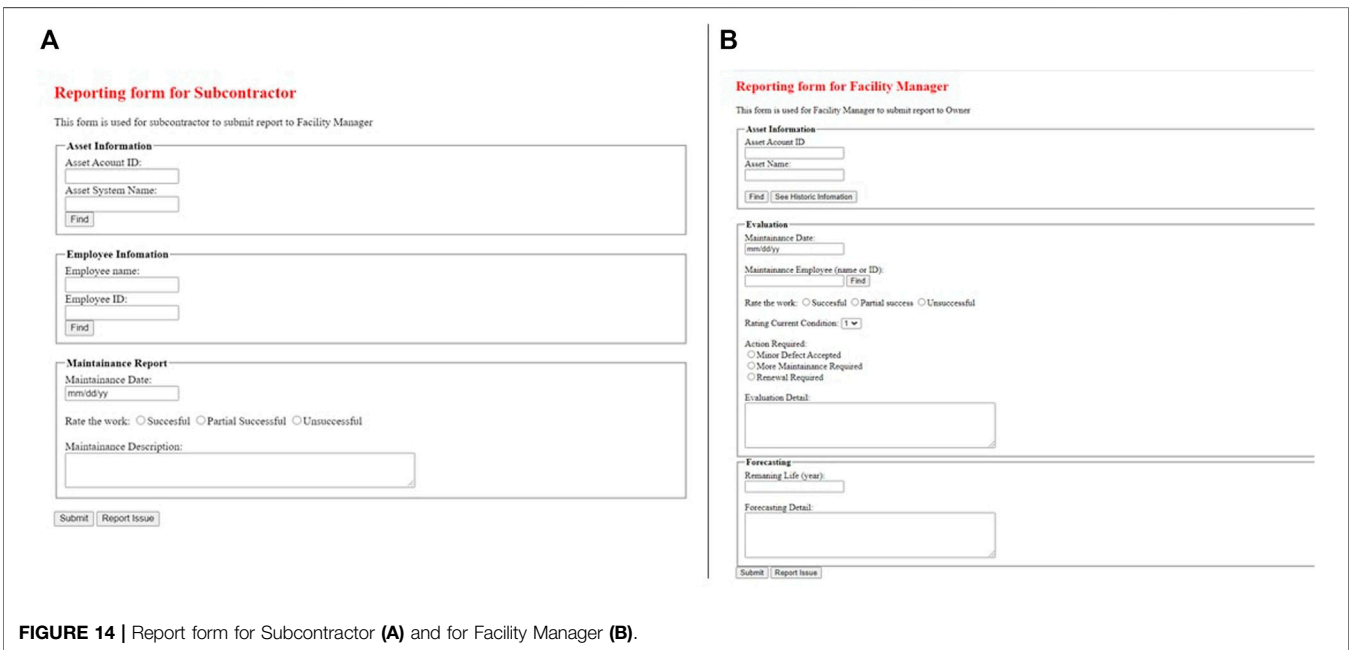 A
Reporting form for Subcontractor
This form is used for subcontractor to submit report to Facility Manager
Asset Information
Asset Acount ID:
Asset System Name:
Find
Employee Infomation
Employee name:
Employee ID:
Find
Maintainance Report
Maintainance Date:
mm/dd/yy
Rate the work: Succesful Partial Successful Unsuccessful
Maintainance Description:
Submit Report Issue
B
Reporting form for Facility Manager
This form is used for Facility Manager to submit report to Owner
Asset Information
Asset Acount ID
Asset Name:
Find See Historic Infomation
Evaluation
Maintainance Date:
mm/dd/yy
Maintainance Employee (name or ID):
Find
Rate the work: Succesful Partial success Unsuccessful
Rating Current Condition: 1
Action Required:
Minor Defect Accepted
More Maintainance Required
Renewal Required
Evaluation Detail:
Forecasting
Remaning Life (year):
Forecasting Detail:
Submit Report Issue
FIGURE 14 | Report form for Subcontractor (A) and for Facility Manager (B).